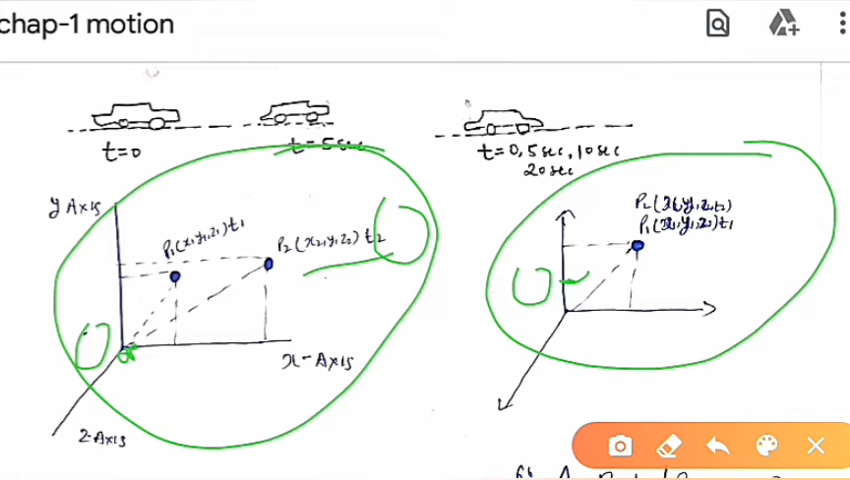 chap-1 motion
t=0
t=5sec
t=0,5sec,10sec
20sec
y Axis
P1(x1,y1,z1)t1
P2(x2,y2,z2)t2
x-Axis
z-Axis
P2(x1,y1,z1,t2)
P1(x1,y1,z1)t1